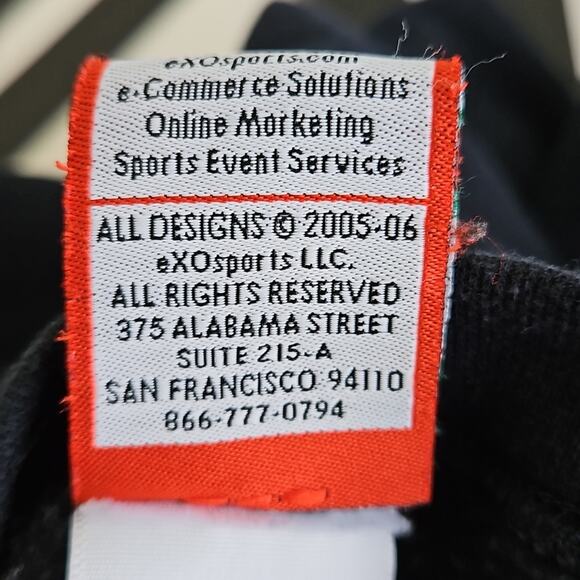 eXOsports.com
e-Commerce Solutions
Online Marketing
Sports Event Services
ALL DESIGNS © 2005-06
eXOsports LLC.
ALL RIGHTS RESERVED
375 ALABAMA STREET
SUITE 215-A
SAN FRANCISCO 94110
866-777-0794